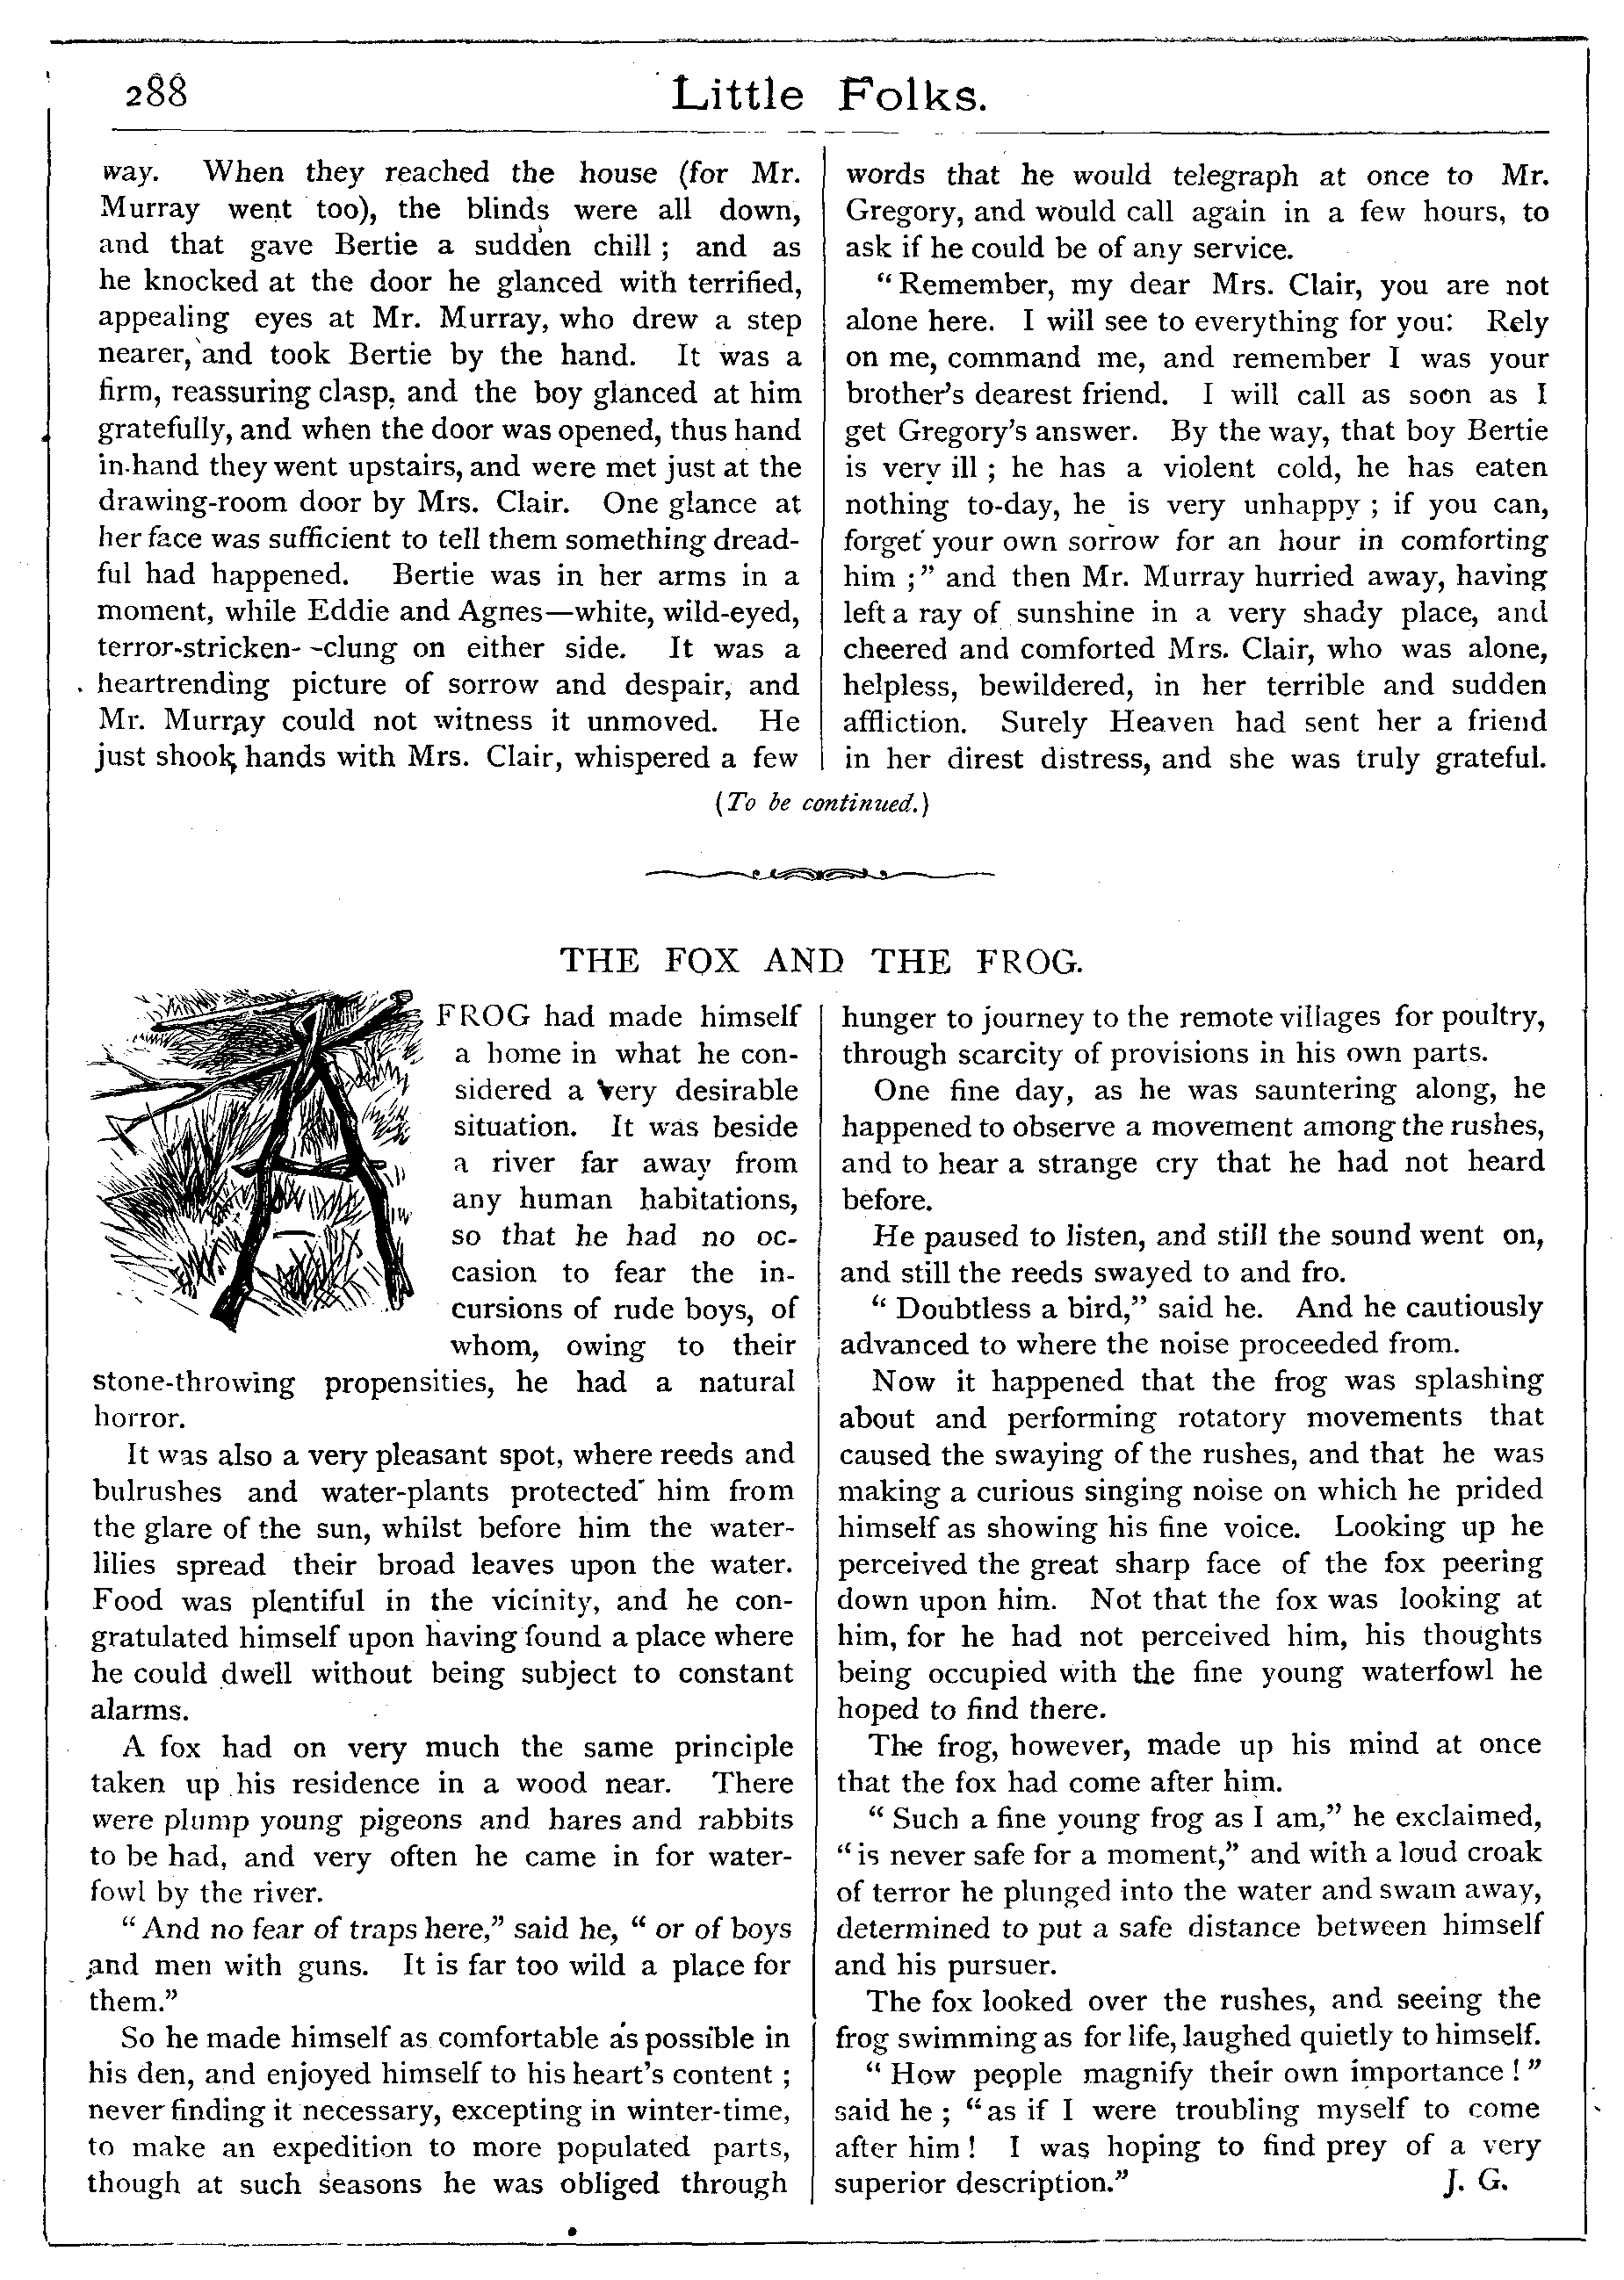 288
Little Folks.
way. When they reached the house (for Mr.
Murray went too), the blinds were all down,
and that gave Bertie a sudden chill ; and as
he knocked at the door he glanced with terrified,
appealing eyes at Mr. Murray, who drew a step
nearer, and took Bertie by the hand. It was a
firm, reassuring clasp, and the boy glanced at him
gratefully, and when the door was opened, thus hand
in-hand they went upstairs, and were met just at the
drawing-room door by Mrs. Clair. One glance at
her face was sufficient to tell them something dread-
ful had happened. Bertie was in her arms in a
moment, while Eddie and Agnes—white, wild-eyed,
terror-stricken--clung on either side. It was a
heartrending picture of sorrow and despair, and
Mr. Murray could not witness it unmoved. He
just shook hands with Mrs. Clair, whispered a few
words that he would telegraph at once to Mr.
Gregory, and would call again in a few hours, to
ask if he could be of any service.
“Remember, my dear Mrs. Clair, you are not
alone here. I will see to everything for you: Rely
on me, command me, and remember I was your
brother's dearest friend. I will call as soon as I
get Gregory's answer. By the way, that boy Bertie
is very ill ; he has a violent cold, he has eaten
nothing to-day, he is very unhappy ; if you can,
forget your own sorrow for an hour in comforting
him ;” and then Mr. Murray hurried away, having
left a ray of sunshine in a very shady place, and
cheered and comforted Mrs. Clair, who was alone,
helpless, bewildered, in her terrible and sudden
affliction. Surely Heaven had sent her a friend
in her direst distress, and she was truly grateful.
(To be continued.)
THE FOX AND THE FROG.
A FROG had made himself
a home in what he con-
sidered a very desirable
situation. It was beside
a river far away from
any human habitations,
so that he had no oc-
casion to fear the in-
cursions of rude boys, of
whom, owing to their
stone-throwing propensities, he had a natural
horror.
It was also a very pleasant spot, where reeds and
bulrushes and water-plants protected him from
the glare of the sun, whilst before him the water-
lilies spread their broad leaves upon the water.
Food was plentiful in the vicinity, and he con-
gratulated himself upon having found a place where
he could dwell without being subject to constant
alarms.
A fox had on very much the same principle
taken up his residence in a wood near. There
were plump young pigeons and hares and rabbits
to be had, and very often he came in for water-
fowl by the river.
“And no fear of traps here,” said he, “ or of boys
and men with guns. It is far too wild a place for
them.”
So he made himself as comfortable as possible in
his den, and enjoyed himself to his heart's content ;
never finding it necessary, excepting in winter-time,
to make an expedition to more populated parts,
though at such seasons he was obliged through
hunger to journey to the remote villages for poultry,
through scarcity of provisions in his own parts.
One fine day, as he was sauntering along, he
happened to observe a movement among the rushes,
and to hear a strange cry that he had not heard
before.
He paused to listen, and still the sound went on,
and still the reeds swayed to and fro.
“ Doubtless a bird,” said he. And he cautiously
advanced to where the noise proceeded from.
Now it happened that the frog was splashing
about and performing rotatory movements that
caused the swaying of the rushes, and that he was
making a curious singing noise on which he prided
himself as showing his fine voice. Looking up he
perceived the great sharp face of the fox peering
down upon him. Not that the fox was looking at
him, for he had not perceived him, his thoughts
being occupied with the fine young waterfowl he
hoped to find there.
The frog, however, made up his mind at once
that the fox had come after him.
“ Such a fine young frog as I am,” he exclaimed,
“is never safe for a moment,” and with a loud croak
of terror he plunged into the water and swam away,
determined to put a safe distance between himself
and his pursuer.
The fox looked over the rushes, and seeing the
frog swimming as for life, laughed quietly to himself.
“ How people magnify their own importance ! ”
said he ; “as if I were troubling myself to come
after him ! I was hoping to find prey of a very
superior description.” J. G.